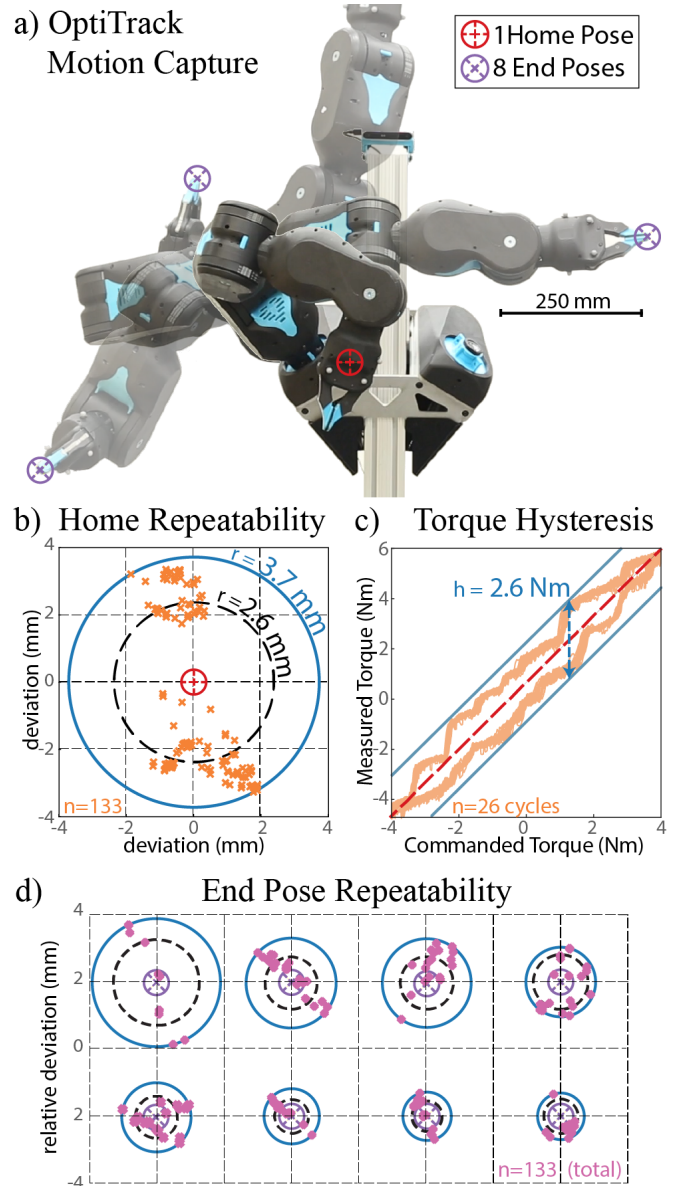 a) OptiTrack
Motion Capture
1Home Pose
8 End Poses
250 mm
b) Home Repeatability
c) Torque Hysteresis
4
2
0
-2
-4
deviation (mm)
r = 3.7 mm
r = 2.6 mm
n=133
-4 -2 0 2 4
deviation (mm)
6
4
2
0
-2
-4
Measured Torque (Nm)
h = 2.6 Nm
n=26 cycles
-4 -2 0 2 4
Commanded Torque (Nm)
d) End Pose Repeatability
4
2
0
2
-4
relative deviation (mm)
n=133 (total)